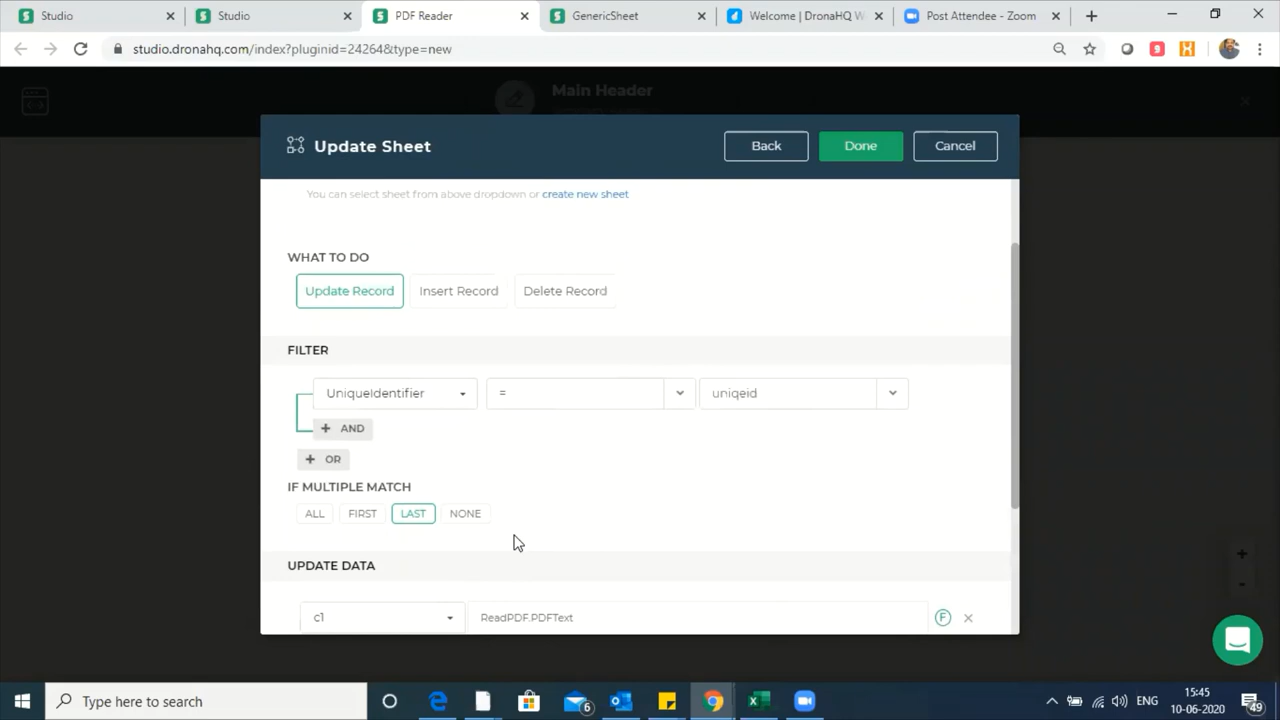 Studio
Studio
PDF Reader
GenericSheet
Welcome | DronaHQ W
Post Attendee - Zoom
studio.dronahq.com/index?pluginid=24264&type=new
9
Main Header
Update Sheet
Back
Done
Cancel
You can select sheet from above dropdown or create new sheet
WHAT TO DO
Update Record
Insert Record
Delete Record
FILTER
UniqueIdentifier
=
uniqeid
+ AND
+ OR
IF MULTIPLE MATCH
ALL
FIRST
LAST
NONE
UPDATE DATA
c1
ReadPDF.PDFText
F
Type here to search
6
ENG
15:45
10-06-2020
49